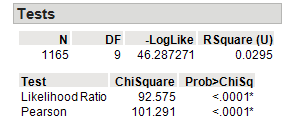 Tests
N DF -LogLike RSquare (U)
1165 9 46.287271 0.0295
Test ChiSquare Prob>ChiSq
Likelihood Ratio 92.575 <.0001*
Pearson 101.291 <.0001*